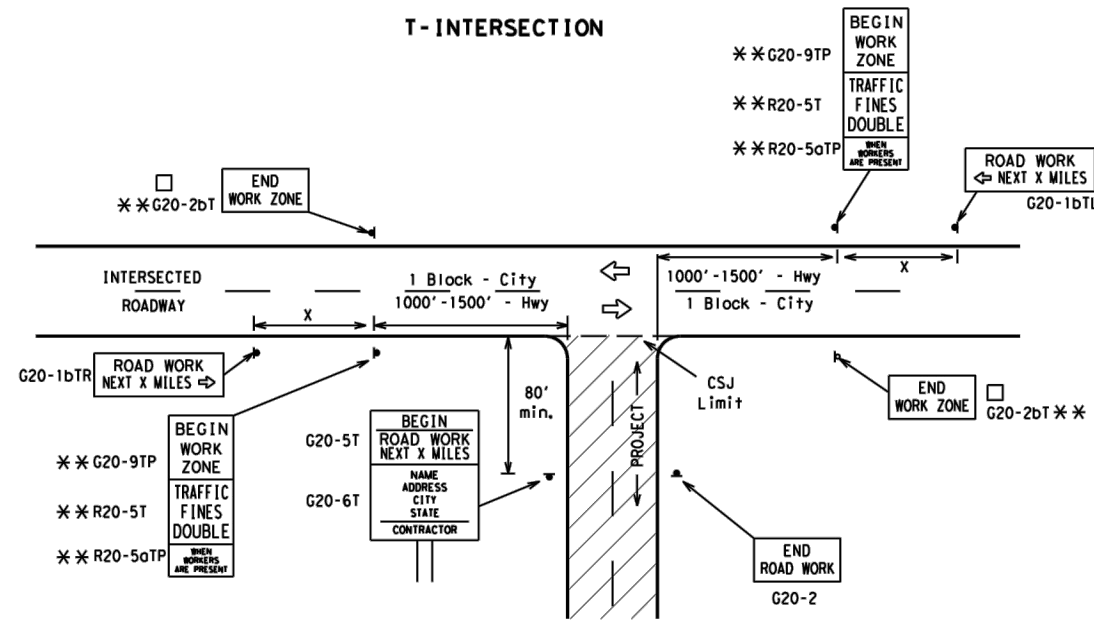 T-INTERSECTION
BEGIN
WORK
ZONE
**G20-9TP
TRAFFIC
FINES
DOUBLE
**R20-5T
WHEN
WORKERS
ARE PRESENT
**R20-5aTP
ROAD WORK
⇦ NEXT X MILES
G20-1bTL
END
WORK ZONE
□
**G20-2bT
INTERSECTED
ROADWAY
1 Block - City
1000'-1500' - Hwy
X
1000'-1500' - Hwy
1 Block - City
X
G20-1bTR
ROAD WORK
NEXT X MILES ⇨
80'
min.
PROJECT
CSJ
Limit
END
WORK ZONE
□
G20-2bT**
BEGIN
WORK
ZONE
**G20-9TP
TRAFFIC
FINES
DOUBLE
**R20-5T
WHEN
WORKERS
ARE PRESENT
**R20-5aTP
G20-5T
BEGIN
ROAD WORK
NEXT X MILES
G20-6T
NAME
ADDRESS
CITY
STATE
CONTRACTOR
END
ROAD WORK
G20-2